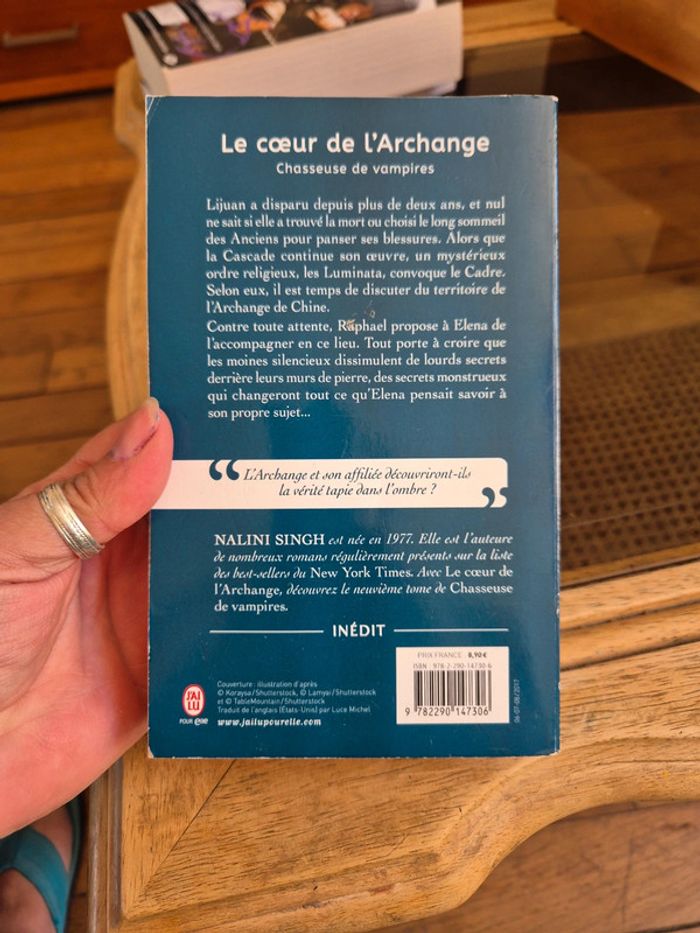 Le cœur de l'Archange
Chasseuse de vampires
Lijuan a disparu depuis plus de deux ans, et nul
ne sait si elle a trouvé la mort ou choisi le long sommeil
des Anciens pour panser ses blessures. Alors que
la Cascade continue son œuvre, un mystérieux
ordre religieux, les Luminata, convoque le Cadre.
Selon eux, il est temps de discuter du territoire de
l'Archange de Chine.
Contre toute attente, Raphael propose à Elena de
l'accompagner en ce lieu. Tout porte à croire que
les moines silencieux dissimulent de lourds secrets
derrière leurs murs de pierre, des secrets monstrueux
qui changeront tout ce qu'Elena pensait savoir à
son propre sujet...
“ L'Archange et son affiliée découvriront-ils
la vérité tapie dans l'ombre ? ”
NALINI SINGH est née en 1977. Elle est l'auteure
de nombreux romans régulièrement présents sur la liste
des best-sellers du New York Times. Avec Le cœur de
l'Archange, découvrez le neuvième tome de Chasseuse
de vampires.
INÉDIT
PRIX FRANCE 8,90 €
ISBN : 978-2-290-14730-6
9 782290 147306
06-07-08/2017
Couverture : illustration d'après
© Koraysa/Shutterstock, © Lamyai/Shutterstock
et © TableMountain/Shutterstock
Traduit de l'anglais (États-Unis) par Luce Michel
www.jailupourelle.com
J'AI
LU
POUR elle